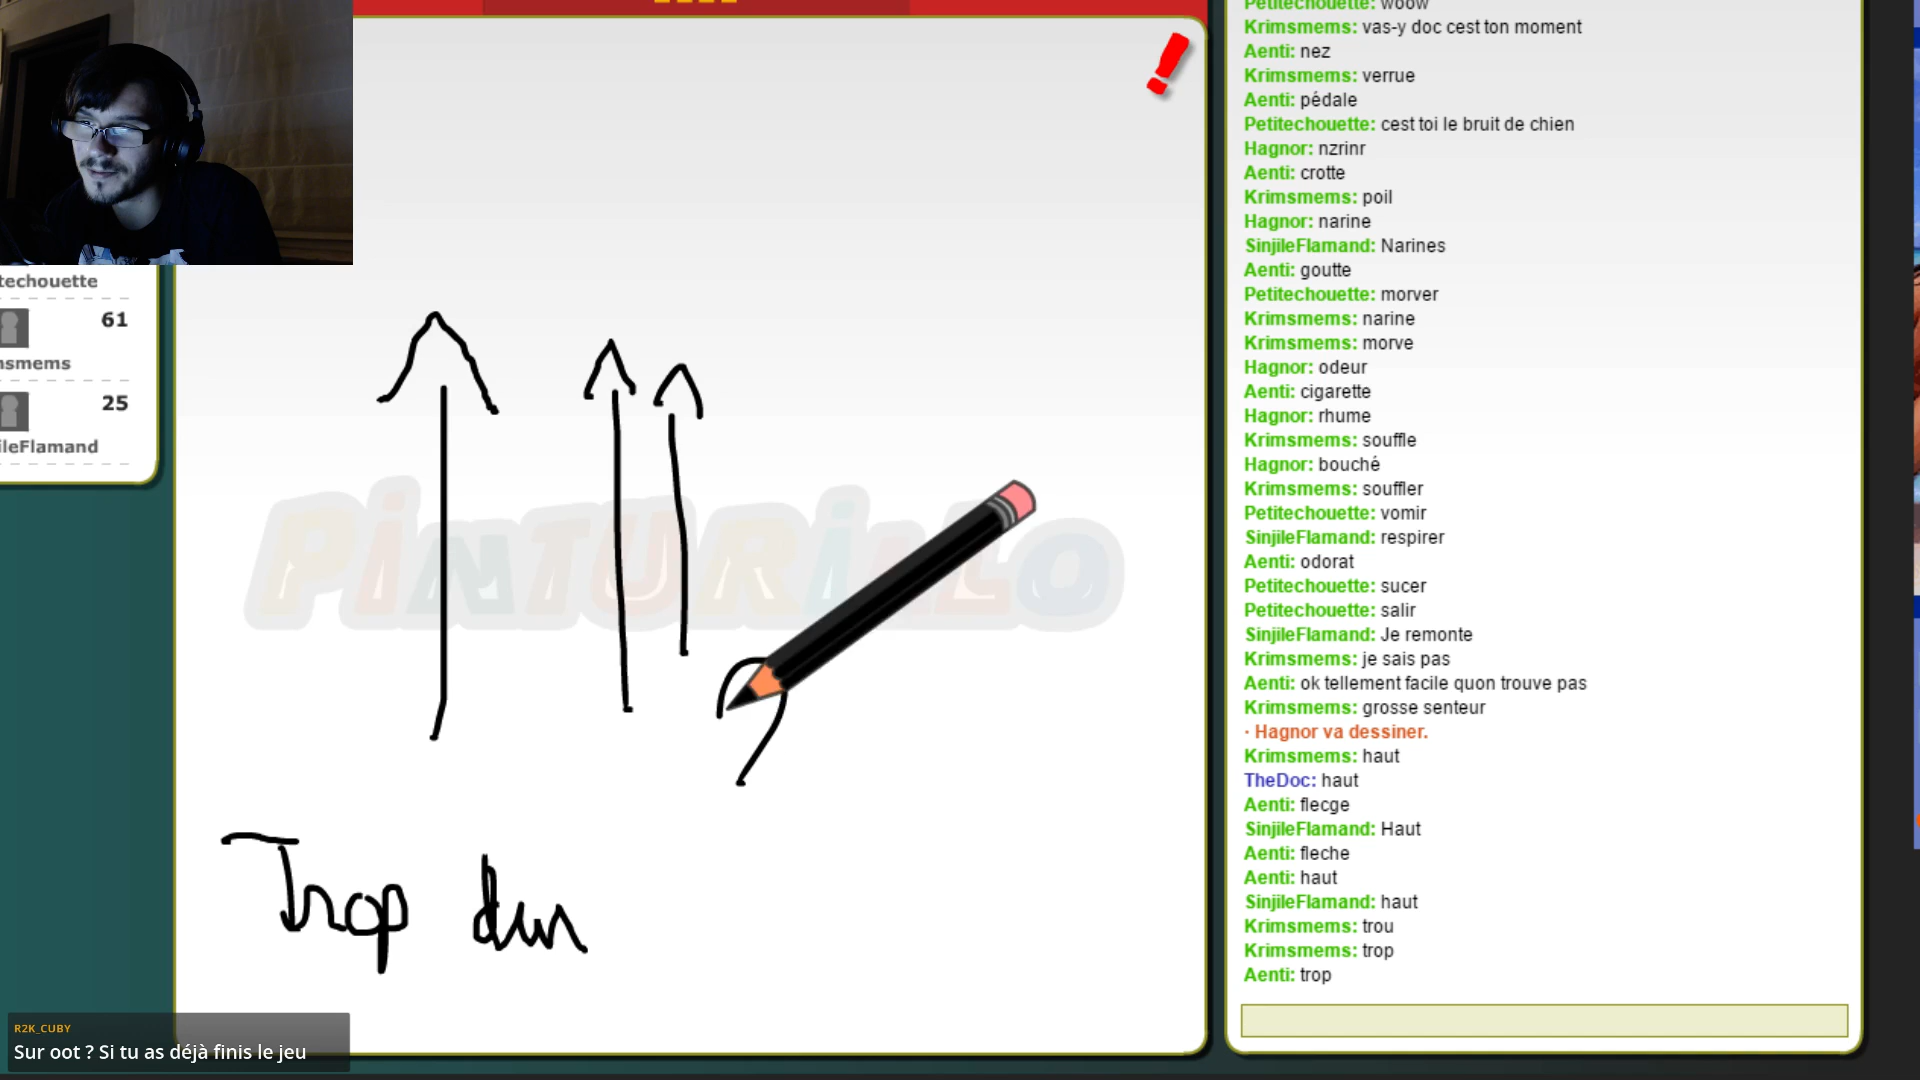 Petitechouette: woow
Krimsmems: vas-y doc cest ton moment
Aenti: nez
Krimsmems: verrue
Aenti: pédale
Petitechouette: cest toi le bruit de chien
Hagnor: nzrinr
Aenti: crotte
Krimsmems: poil
Hagnor: narine
SinjileFlamand: Narines
Aenti: goutte
Petitechouette: morver
Krimsmems: narine
Krimsmems: morve
Hagnor: odeur
Aenti: cigarette
Hagnor: rhume
Krimsmems: souffle
Hagnor: bouché
Krimsmems: souffler
Petitechouette: vomir
SinjileFlamand: respirer
Aenti: odorat
Petitechouette: sucer
Petitechouette: salir
SinjileFlamand: Je remonte
Krimsmems: je sais pas
Aenti: ok tellement facile quon trouve pas
Krimsmems: grosse senteur
· Hagnor va dessiner.
Krimsmems: haut
TheDoc: haut
Aenti: flecge
SinjileFlamand: Haut
Aenti: fleche
Aenti: haut
SinjileFlamand: haut
Krimsmems: trou
Krimsmems: trop
Aenti: trop
techouette
61
nsmems
25
ileFlamand
!
PINTURILLO
Trop dur
R2K_CUBY
Sur oot ? Si tu as déjà finis le jeu